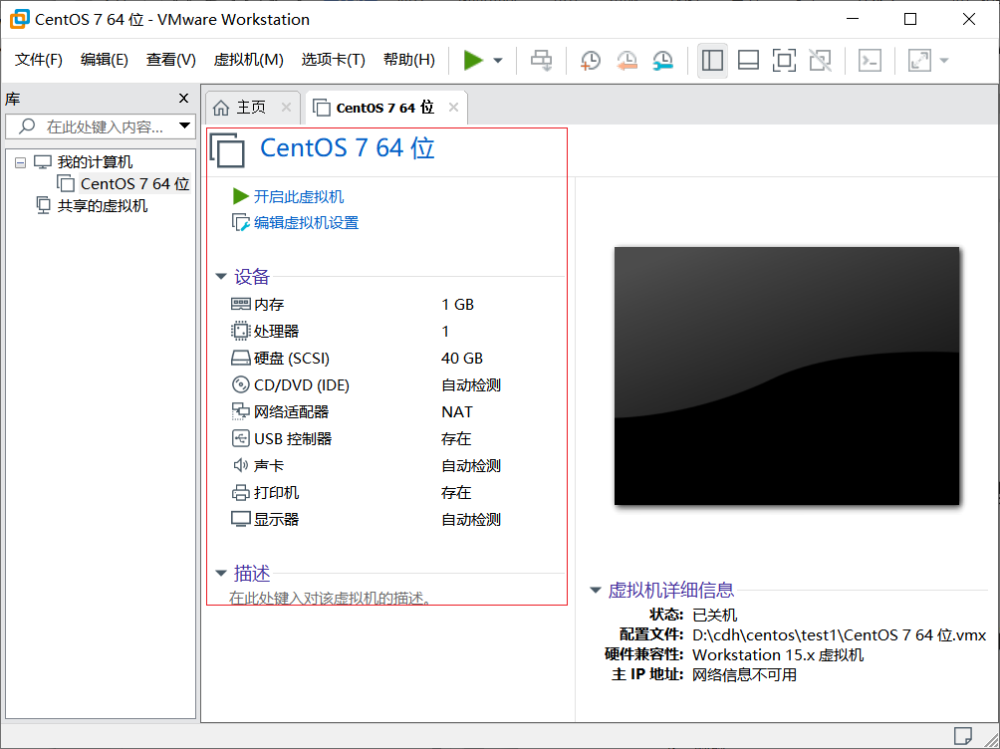 CentOS 7 64 位 - VMware Workstation
文件(F) 编辑(E) 查看(V) 虚拟机(M) 选项卡(T) 帮助(H)
库
在此处键入内容...
我的计算机
CentOS 7 64 位
共享的虚拟机
主页 CentOS 7 64 位
CentOS 7 64 位
开启此虚拟机
编辑虚拟机设置
设备
内存 1 GB
处理器 1
硬盘 (SCSI) 40 GB
CD/DVD (IDE) 自动检测
网络适配器 NAT
USB 控制器 存在
声卡 自动检测
打印机 存在
显示器 自动检测
描述
在此处键入对该虚拟机的描述。
虚拟机详细信息
状态: 已关机
配置文件: D:\cdh\centos\test1\CentOS 7 64 位.vmx
硬件兼容性: Workstation 15.x 虚拟机
主 IP 地址: 网络信息不可用